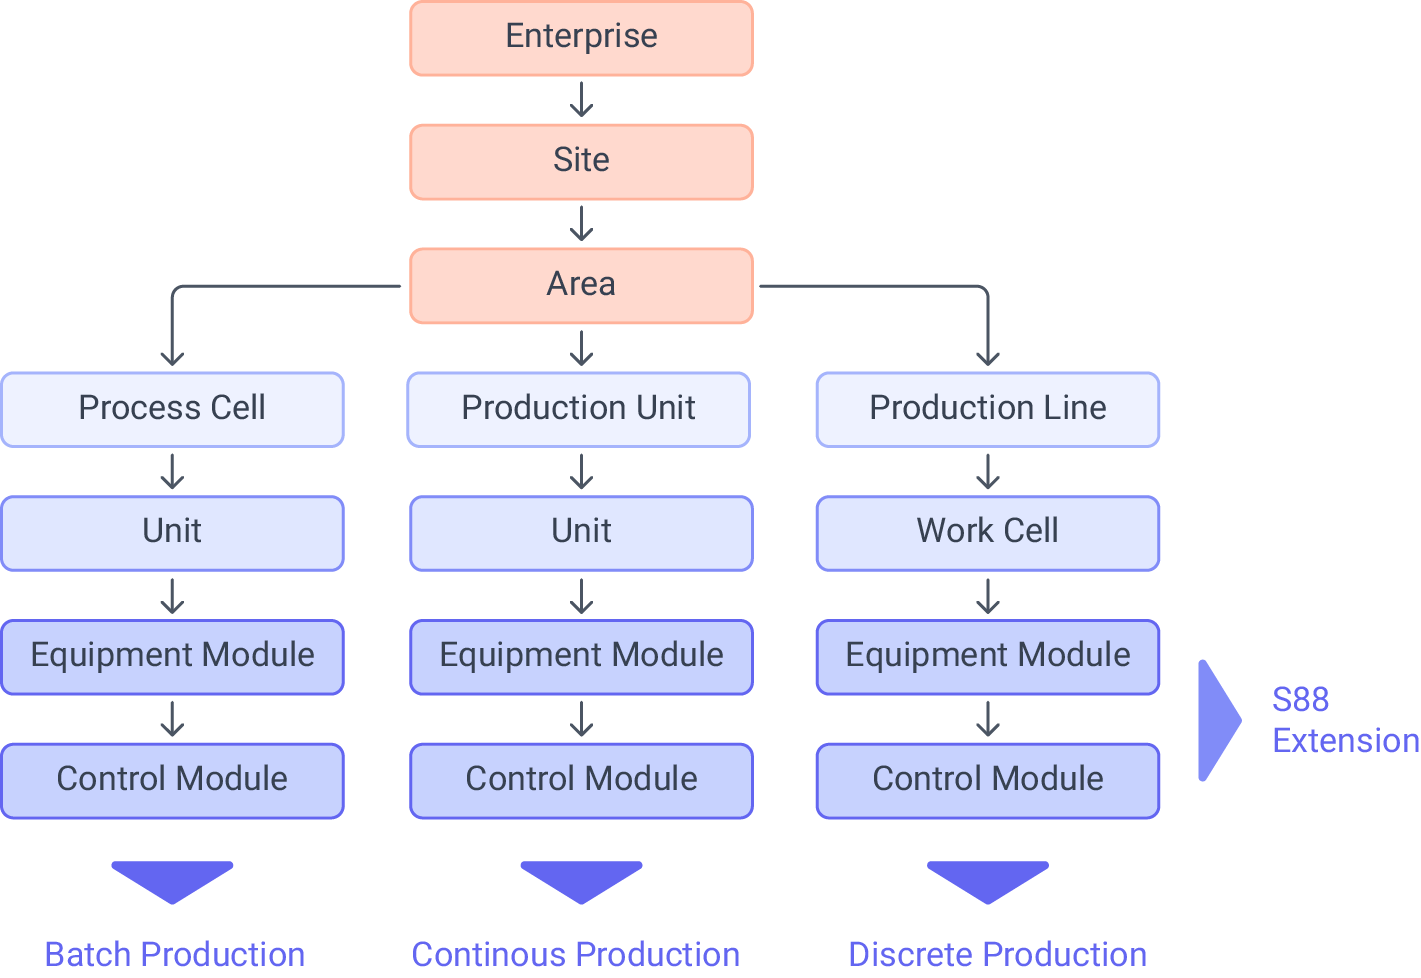 Enterprise
Site
Area
Process Cell
Production Unit
Production Line
Unit
Unit
Work Cell
Equipment Module
Equipment Module
Equipment Module
S88
Extension
Control Module
Control Module
Control Module
Batch Production
Continous Production
Discrete Production